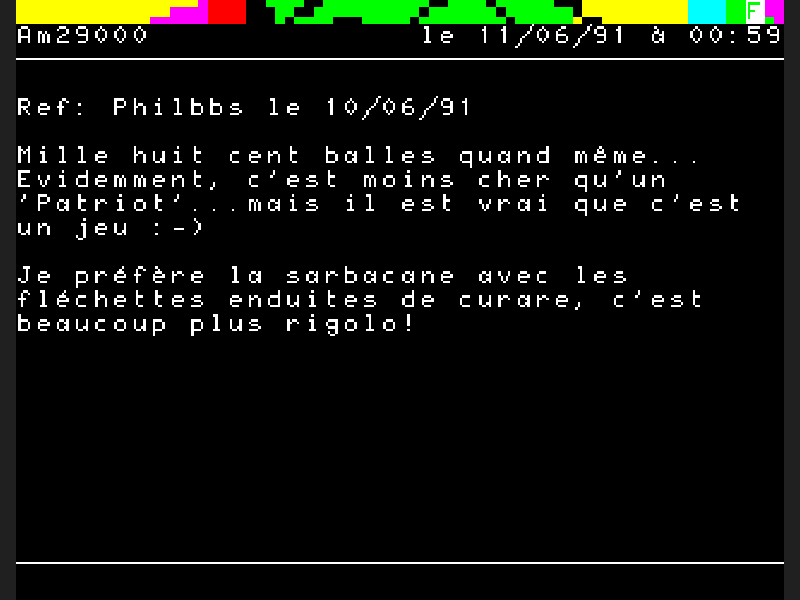 F
Am29000 le 11/06/91 à 00:59
Ref: Philbbs le 10/06/91
Mille huit cent balles quand même...
Evidemment, c'est moins cher qu'un
'Patriot'...mais il est vrai que c'est
un jeu :-)
Je préfère la sarbacane avec les
fléchettes enduites de curare, c'est
beaucoup plus rigolo!